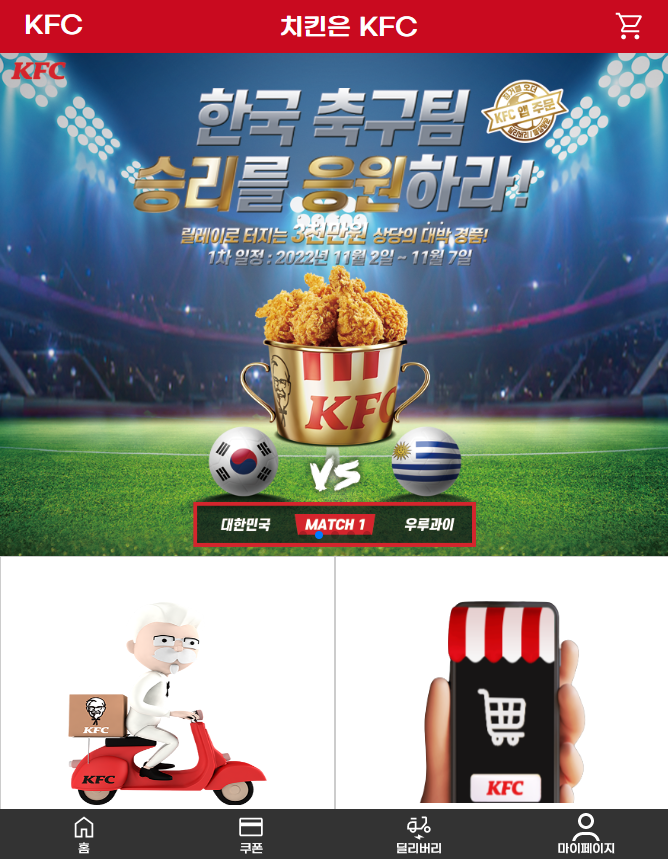 KFC
치킨은 KFC
KFC
한국 축구팀
KFC 앱 주문
승리를 응원하라!
릴레이로 터지는 3천만원 상당의 대박 경품!
1차 일정 : 2022년 11월 2일 ~ 11월 7일
KFC
VS
대한민국 MATCH 1 우루과이
KFC
KFC
KFC
홈
쿠폰
딜리버리
마이페이지